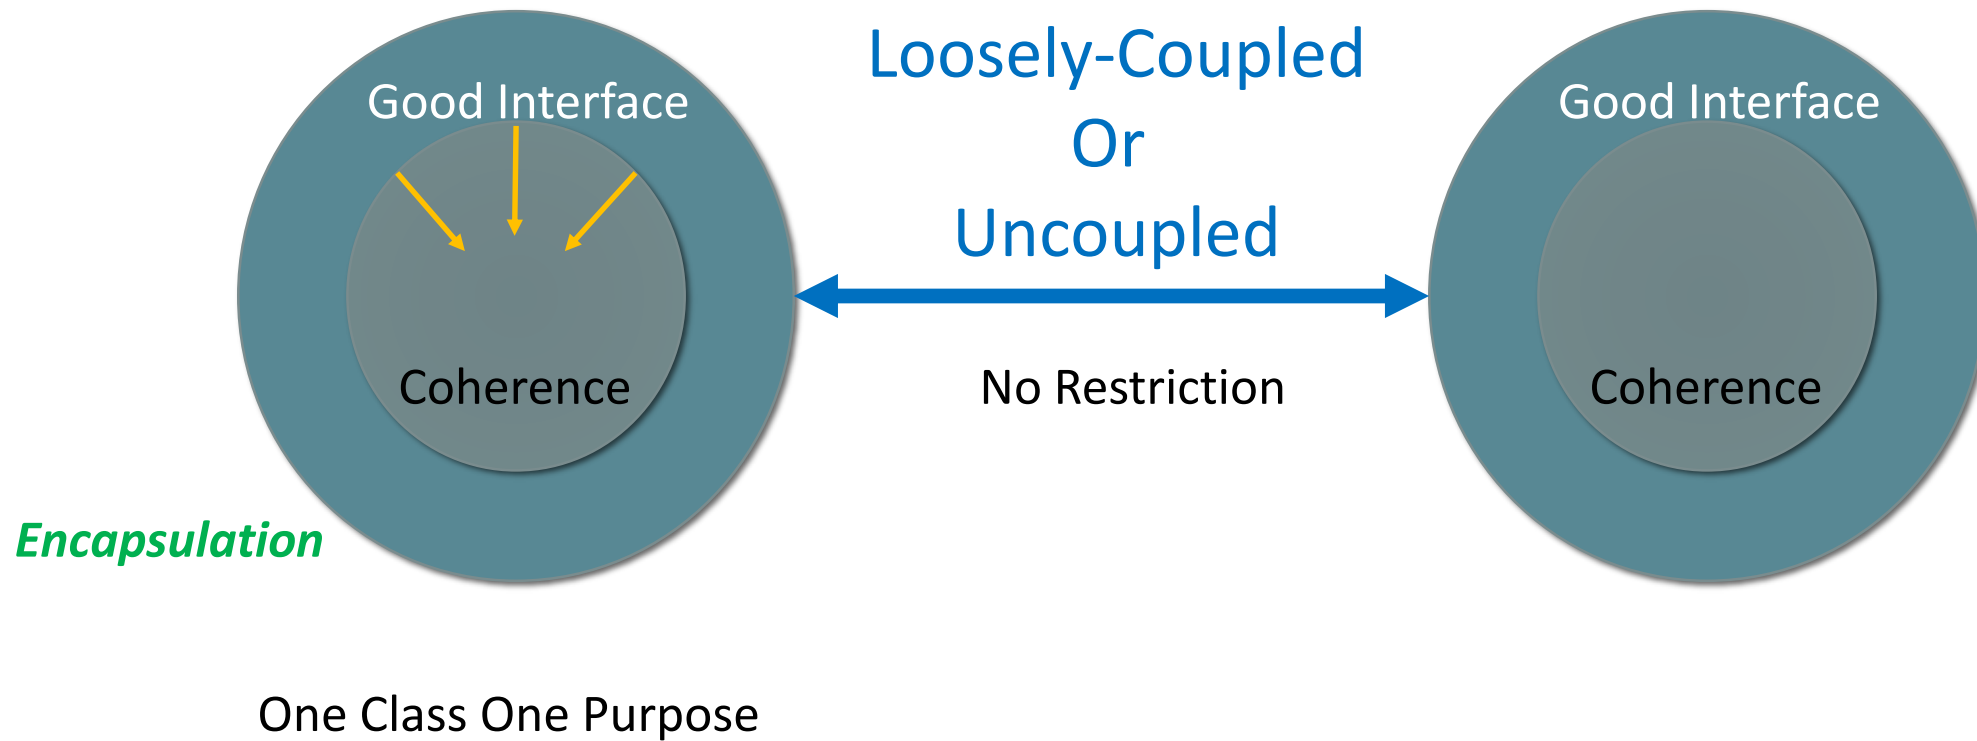 Good Interface
Loosely-Coupled
Or
Uncoupled
Good Interface
Coherence
No Restriction
Coherence
Encapsulation
One Class One Purpose